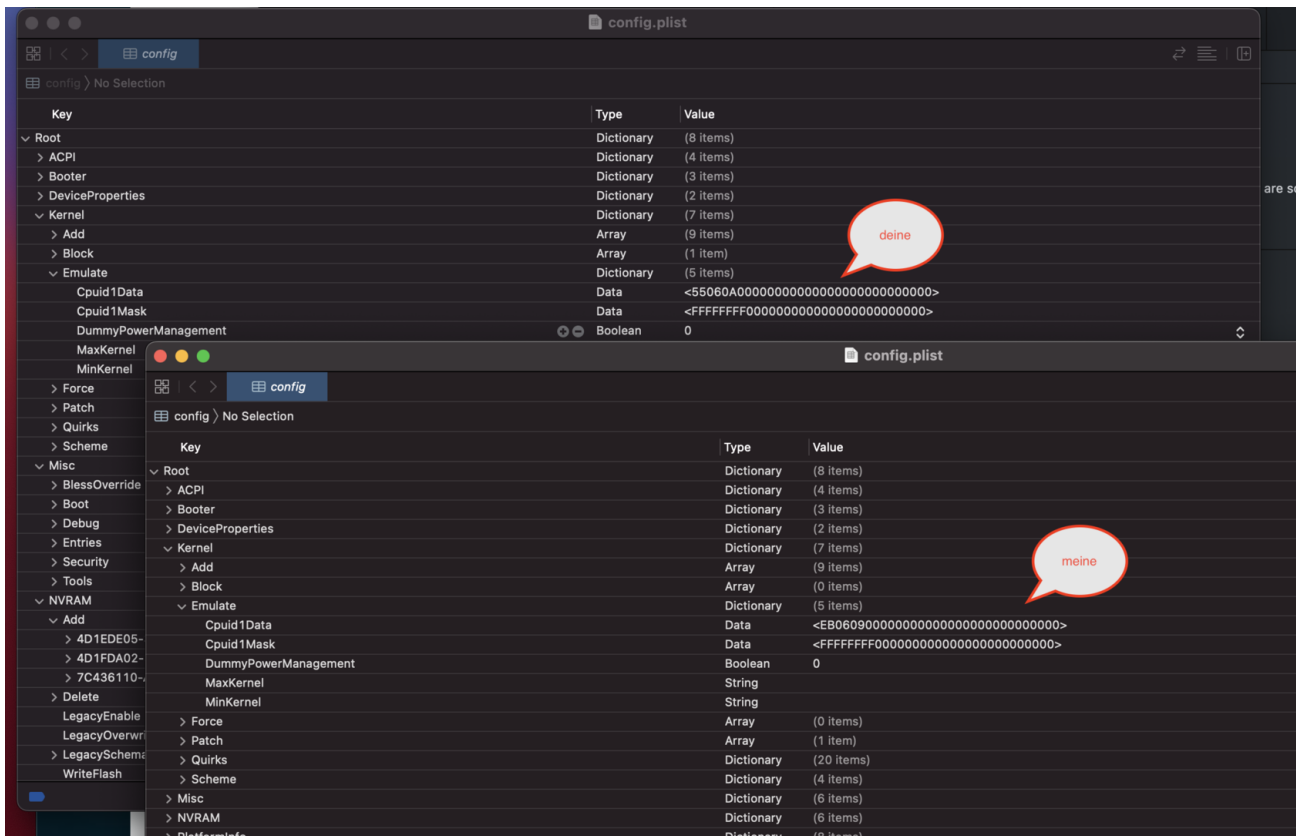 config.plist
config
config 〉 No Selection
Key Type Value
Root Dictionary (8 items)
ACPI Dictionary (4 items)
Booter Dictionary (3 items)
DeviceProperties Dictionary (2 items)
are
Kernel Dictionary (7 items)
Add Array (9 items)
deine
Block Array (1 item)
Emulate Dictionary (5 items)
Cpuid1Data Data <55060A00000000000000000000000000>
Cpuid1Mask Data <FFFFFFFF000000000000000000000000>
DummyPowerManagement Boolean 0
MaxKernel
MinKernel
Force
Patch
Quirks
Scheme
Misc
BlessOverride
Boot
Debug
Entries
Security
Tools
NVRAM
Add
4D1EDE05-
4D1FDA02-
7C436110-
Delete
LegacyEnable
LegacyOverwr
LegacySchema
WriteFlash
config.plist
config
config 〉 No Selection
Key Type Value
Root Dictionary (8 items)
ACPI Dictionary (4 items)
Booter Dictionary (3 items)
DeviceProperties Dictionary (2 items)
Kernel Dictionary (7 items)
meine
Add Array (9 items)
Block Array (0 items)
Emulate Dictionary (5 items)
Cpuid1Data Data <EB060900000000000000000000000000>
Cpuid1Mask Data <FFFFFFFF000000000000000000000000>
DummyPowerManagement Boolean 0
MaxKernel String
MinKernel String
Force Array (0 items)
Patch Array (1 item)
Quirks Dictionary (20 items)
Scheme Dictionary (4 items)
Misc Dictionary (6 items)
NVRAM Dictionary (6 items)
PlatformInfo Dictionary (8 items)